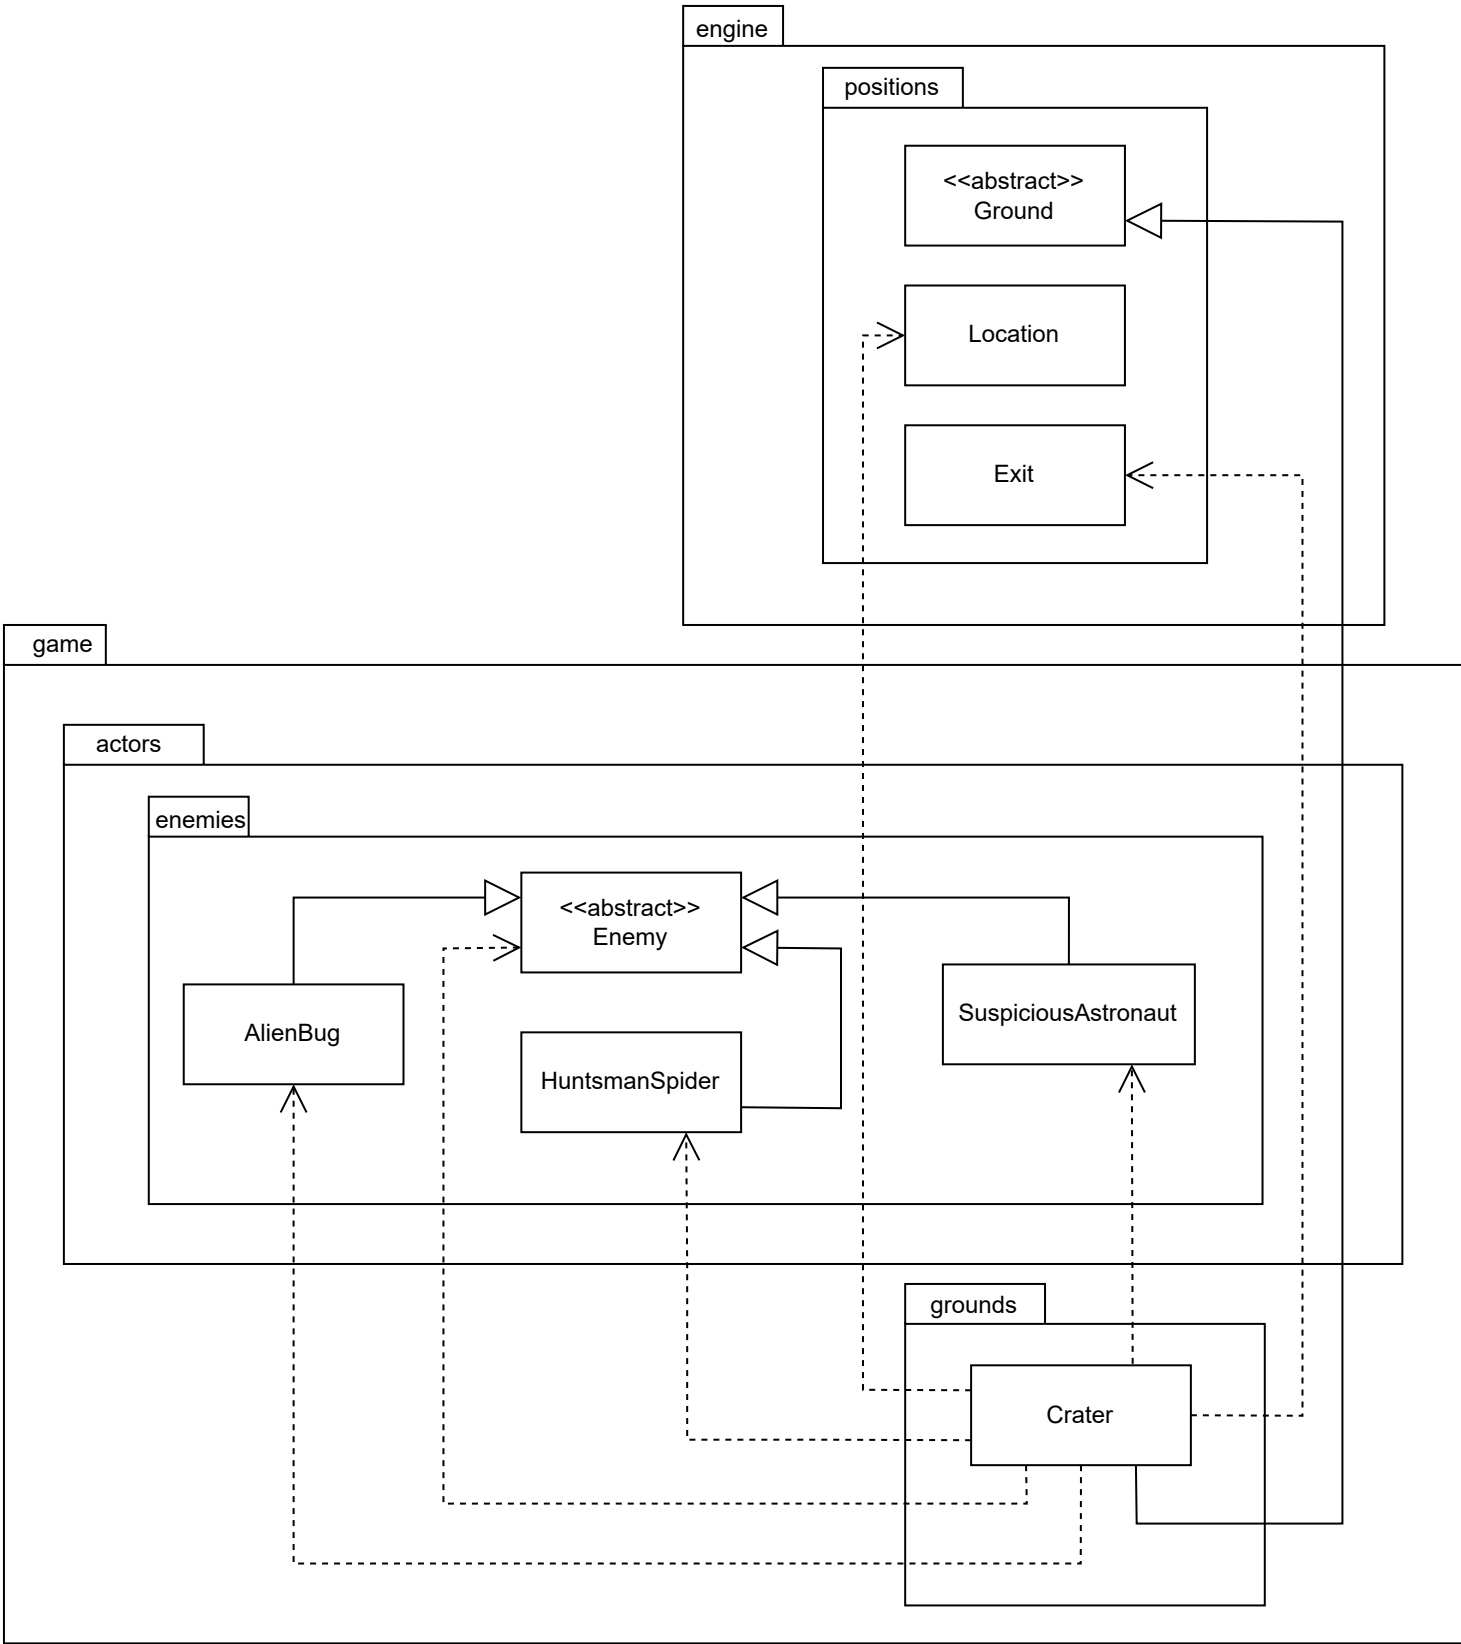 engine
positions
<<abstract>>
Ground
Location
Exit
game
actors
enemies
<<abstract>>
Enemy
AlienBug
SuspiciousAstronaut
HuntsmanSpider
grounds
Crater